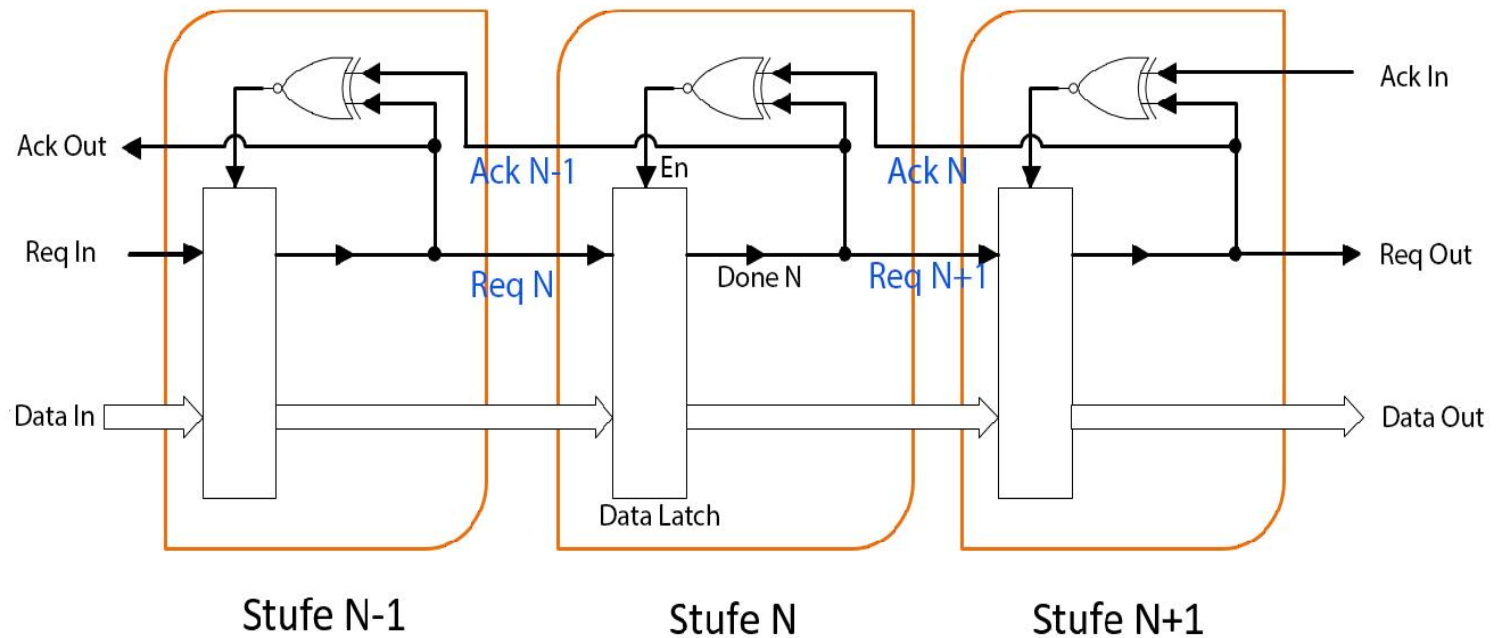 Ack In
Ack Out
Ack N-1
En
Ack N
Req In
Req N
Done N
Req N+1
Req Out
Data In
Data Out
Data Latch
Stufe N-1
Stufe N
Stufe N+1